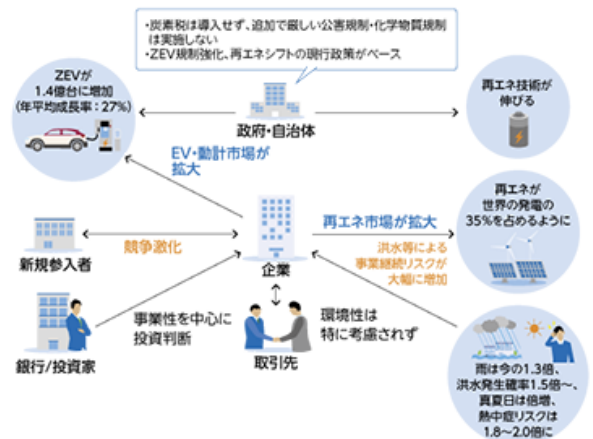 ・炭素税は導入せず、追加で厳しい公害規制・化学物質規制
は実施しない
・ZEV規制強化、再エネシフトの現行政策がベース
ZEVが
1.4億台に増加
(年平均成長率：27%)
政府・自治体
再エネ技術が
伸びる
EV・動計市場が
拡大
再エネが
世界の発電の
35%を占めるように
新規参入者
競争激化
企業
再エネ市場が拡大
洪水等による
事業継続リスクが
大幅に増加
銀行/投資家
事業性を中心に
投資判断
取引先
環境性は
特に考慮されず
雨は今の1.3倍、
洪水発生確率1.5倍～、
真夏日は倍増、
熱中症リスクは
1.8～2.0倍に